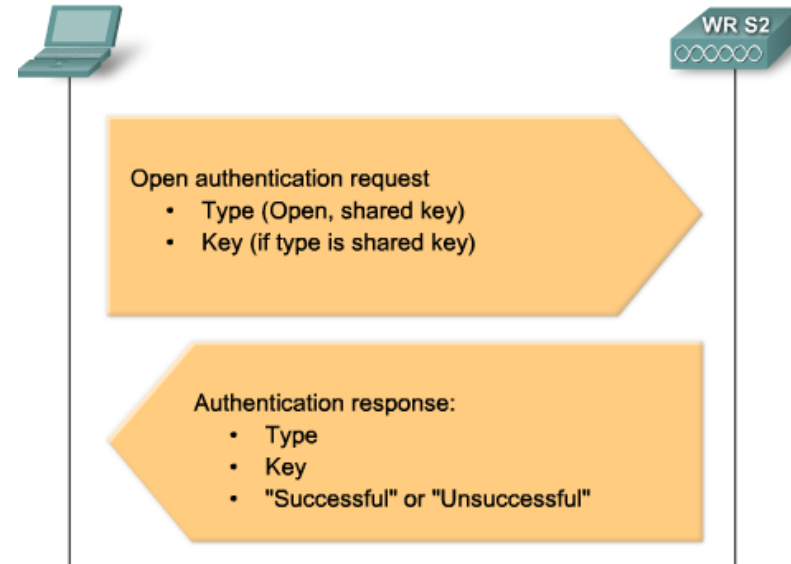 WR S2
Open authentication request
• Type (Open, shared key)
• Key (if type is shared key)
Authentication response:
• Type
• Key
• "Successful" or "Unsuccessful"